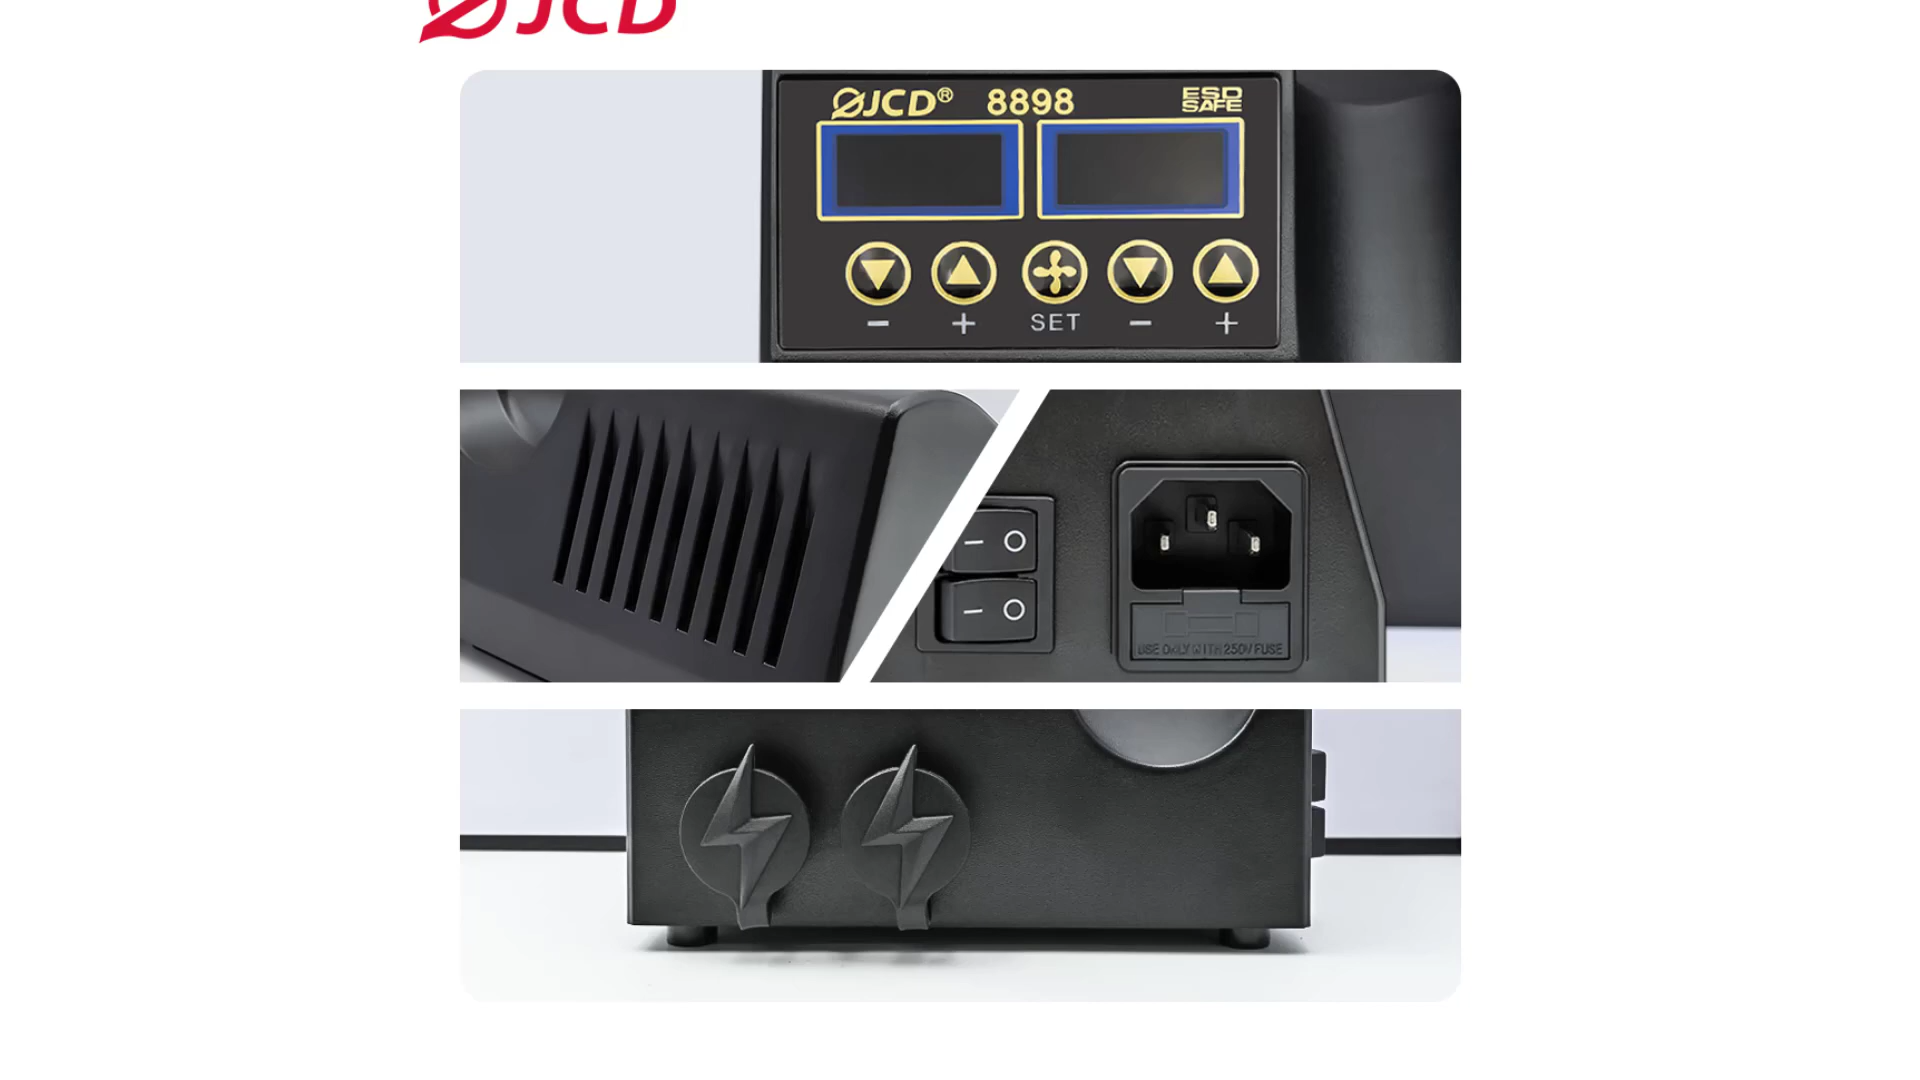 JCD
JCD® 8898 ESD SAFE
− + SET − +
USE ONLY WITH 250V FUSE